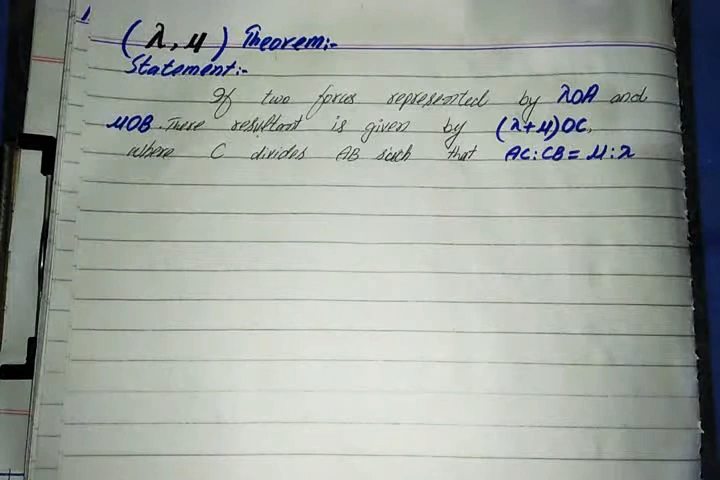 (λ, μ) Theorem:-
Statement:-
If two forces represented by λOA and
μOB. There resultant is given by (λ+μ)OC,
where C divides AB such that AC:CB = μ:λ